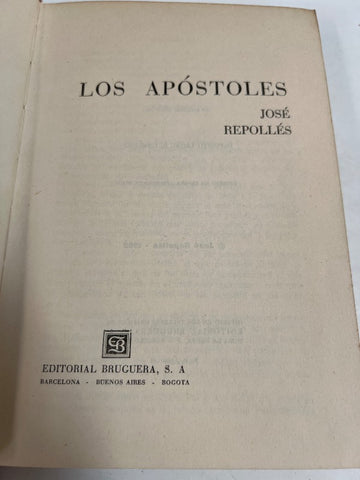 LOS APÓSTOLES
JOSÉ
REPOLLÉS
EDITORIAL BRUGUERA, S. A
BARCELONA - BUENOS AIRES - BOGOTA